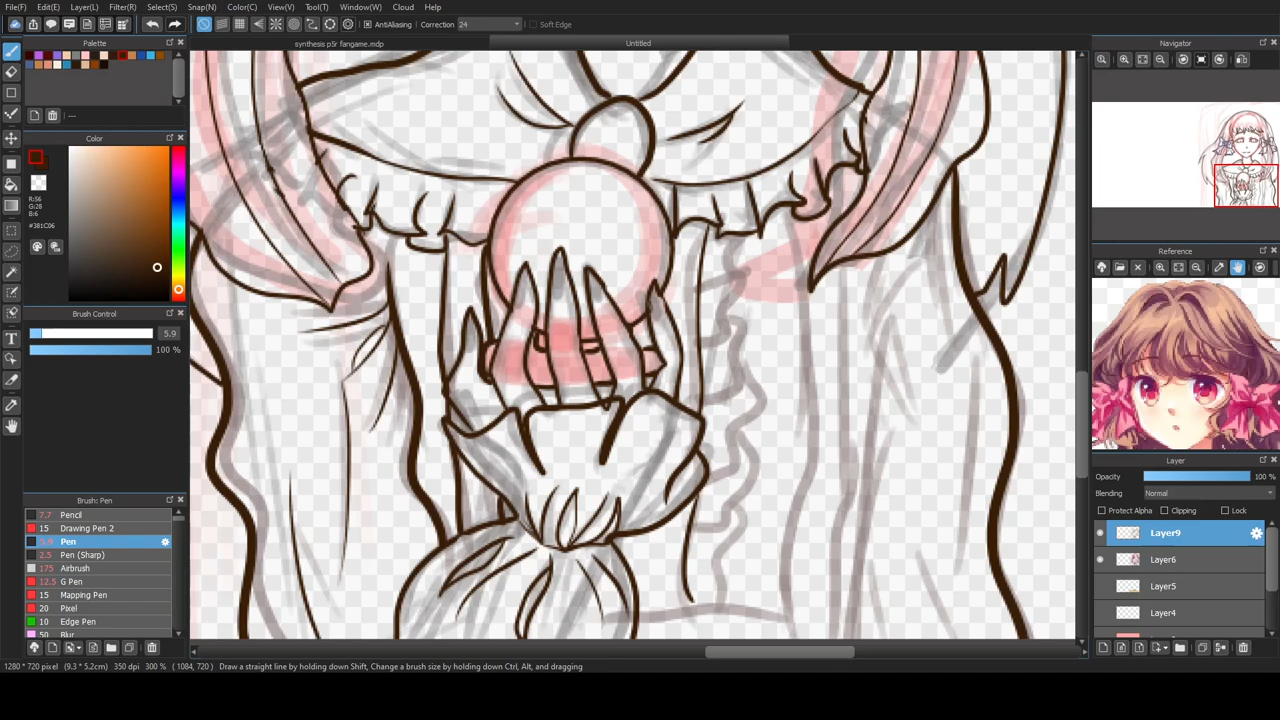 File(F) Edit(E) Layer(L) Filter(R) Select(S) Snap(N) Color(C) View(V) Tool(T) Window(W) Cloud Help
AntiAliasing Correction 24 Soft Edge
Palette synthesis p5r fangame.mdp Untitled Navigator
---
Color
R:56
G:28
B:6
#381C06
Reference
Brush Control
5.9
100 %
Layer
Opacity 100 %
Blending Normal
Protect Alpha Clipping Lock
Brush: Pen
7.7 Pencil
15 Drawing Pen 2
5.9 Pen
2.5 Pen (Sharp)
175 Airbrush
12.5 G Pen
15 Mapping Pen
20 Pixel
10 Edge Pen
50 Blur
Layer9
Layer6
Layer5
Layer4
1280 * 720 pixel (9.3 * 5.2cm) 350 dpi 300 % ( 1084, 720 ) Draw a straight line by holding down Shift, Change a brush size by holding down Ctrl, Alt, and dragging